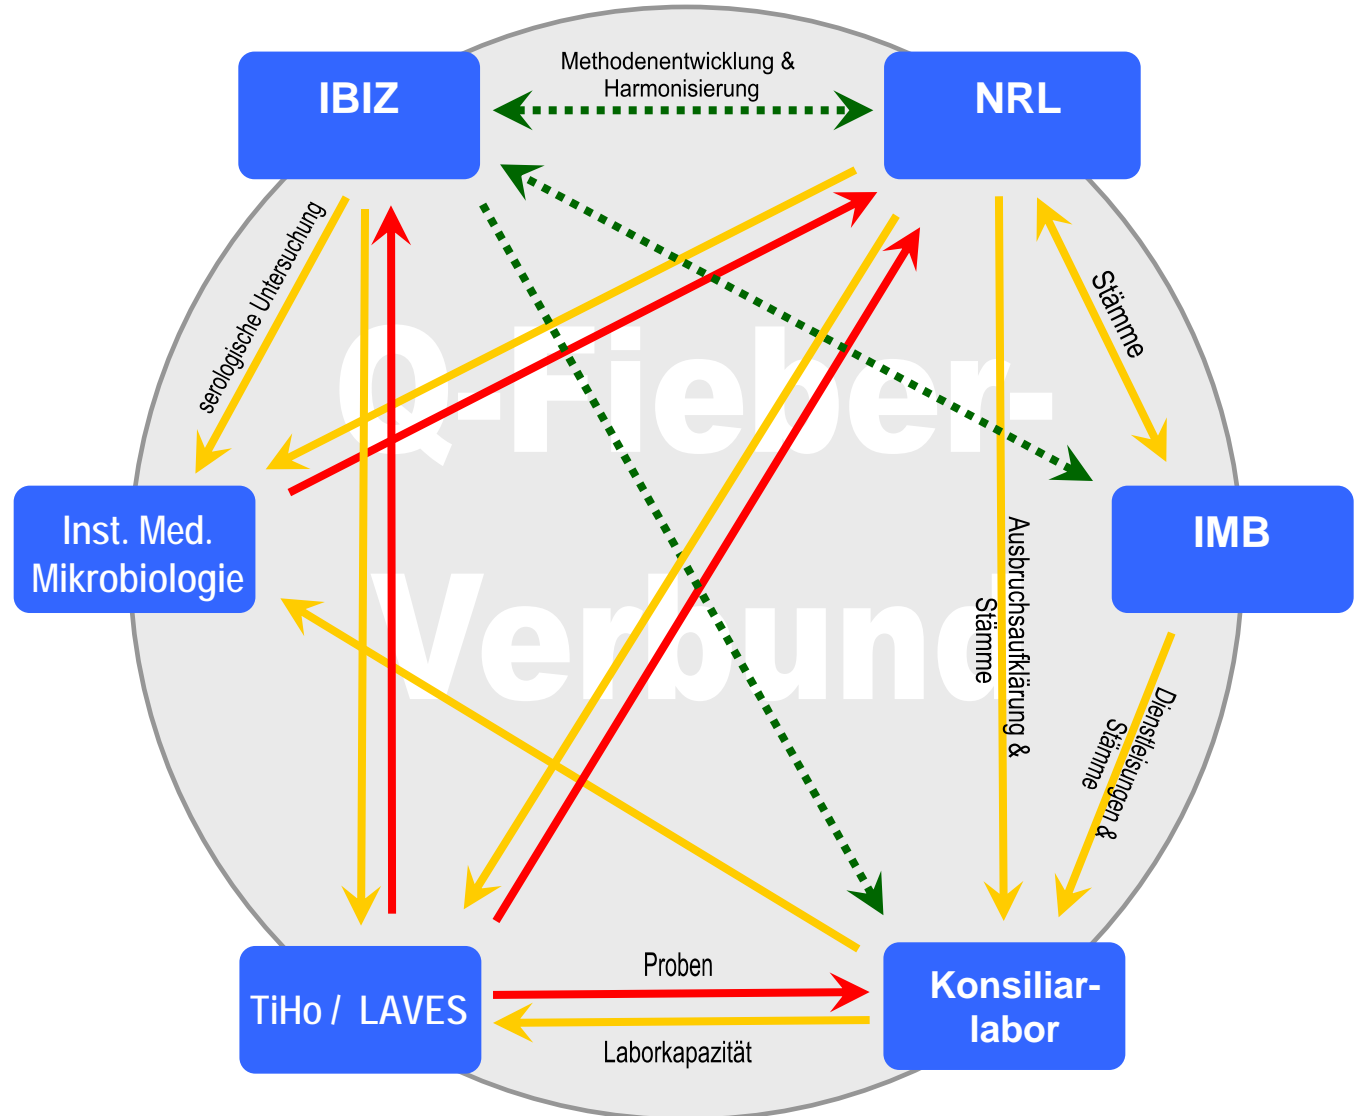 Methodenentwicklung &
Harmonisierung
IBIZ
NRL
serologische Untersuchung
Stämme
Q-Fieber-
Verbund
Inst. Med.
Mikrobiologie
IMB
Ausbruchsaufklärung &
Stämme
Dienstleisungen &
Stämme
TiHo / LAVES
Proben
Laborkapazität
Konsiliar-
labor